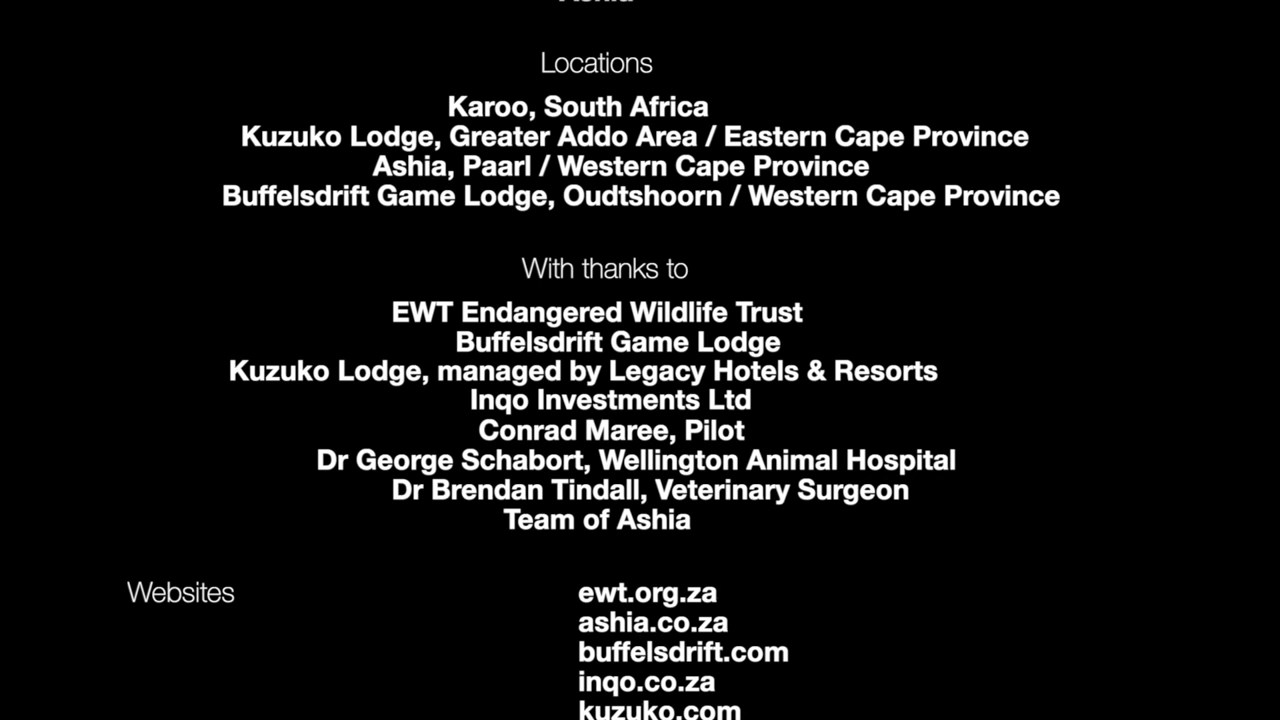 Ashia
Locations
Karoo, South Africa
Kuzuko Lodge, Greater Addo Area / Eastern Cape Province
Ashia, Paarl / Western Cape Province
Buffelsdrift Game Lodge, Oudtshoorn / Western Cape Province
With thanks to
EWT Endangered Wildlife Trust
Buffelsdrift Game Lodge
Kuzuko Lodge, managed by Legacy Hotels & Resorts
Inqo Investments Ltd
Conrad Maree, Pilot
Dr George Schabort, Wellington Animal Hospital
Dr Brendan Tindall, Veterinary Surgeon
Team of Ashia
Websites ewt.org.za
ashia.co.za
buffelsdrift.com
inqo.co.za
kuzuko.com